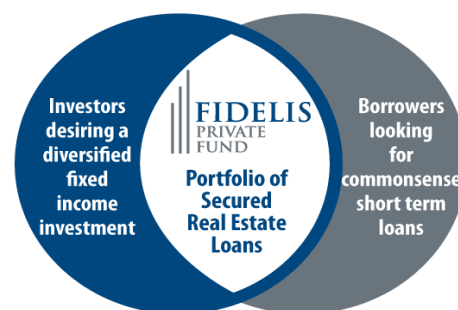 Investors
desiring a
diversified
fixed
income
investment
FIDELIS
PRIVATE
FUND
Portfolio of
Secured
Real Estate
Loans
Borrowers
looking
for
commonsense
short term
loans